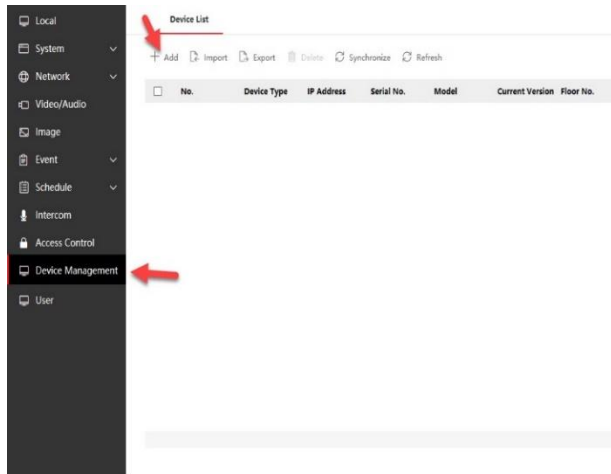 Local
System
Network
Video/Audio
Image
Event
Schedule
Intercom
Access Control
Device Management
User
Device List
Add Import Export Delete Synchronize Refresh
No. Device Type IP Address Serial No. Model Current Version Floor No.